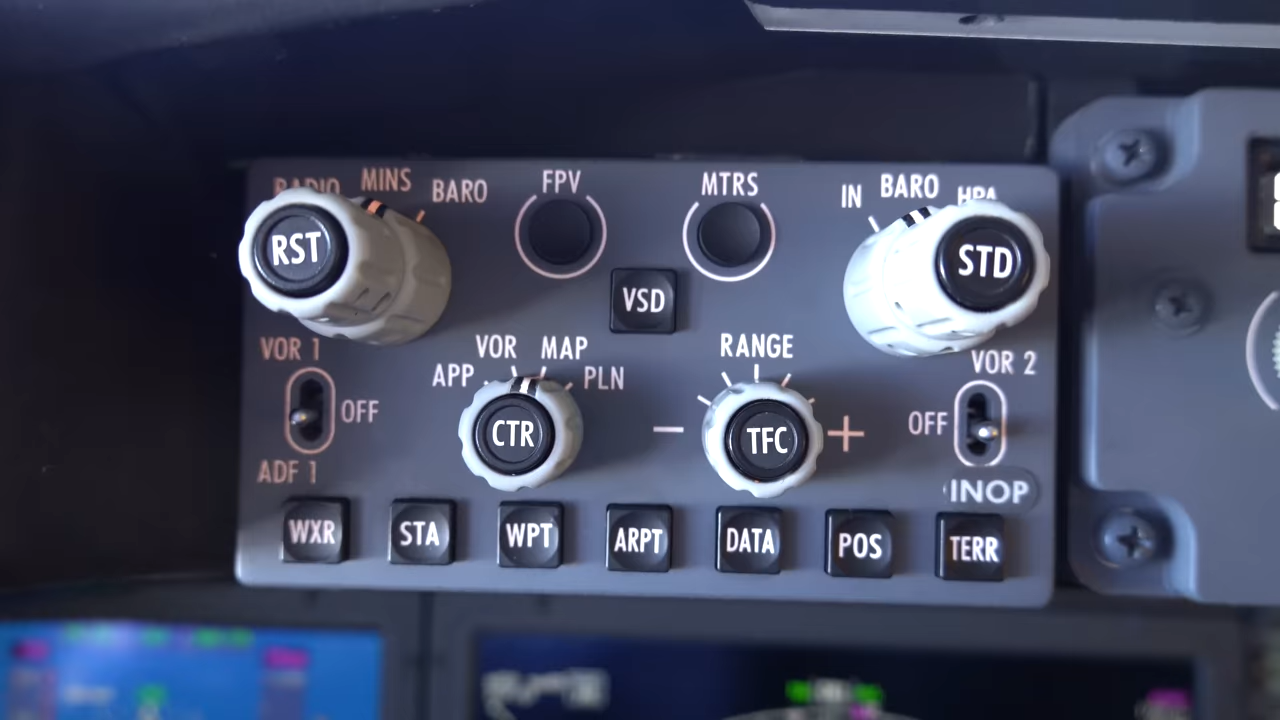 RADIO MINS BARO
FPV
MTRS
IN BARO HPA
RST
STD
VSD
VOR 1
OFF
ADF 1
APP VOR MAP PLN
CTR
RANGE
− TFC +
VOR 2
OFF
INOP
WXR STA WPT ARPT DATA POS TERR